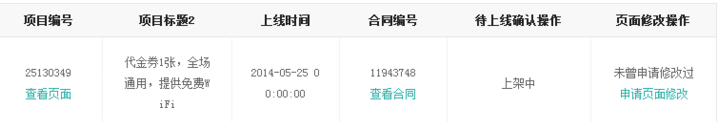 项目编号 项目标题2 上线时间 合同编号 待上线确认操作 页面修改操作
25130349
查看页面
代金券1张，全场
通用，提供免费W
iFi
2014-05-25 0
0:00:00
11943748
查看合同
上架中
未曾申请修改过
申请页面修改